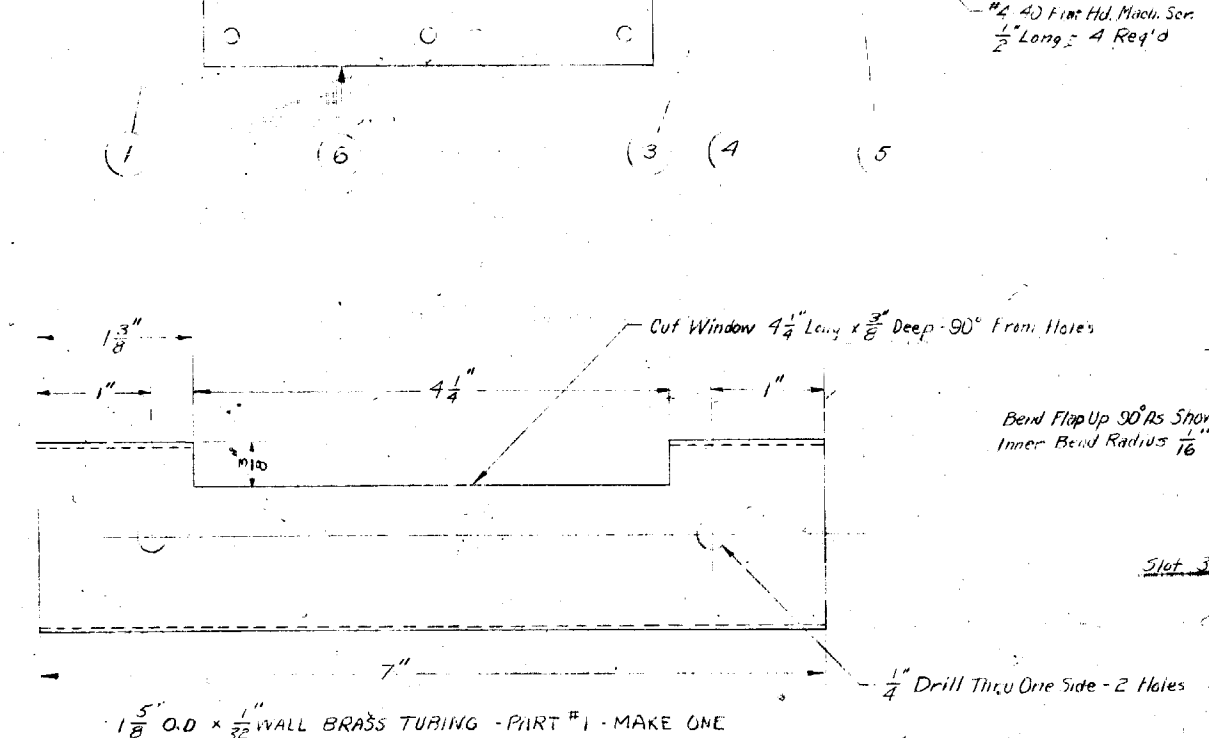 #4-40 Flat Hd. Mach. Scr.
1/2" Long - 4 Req'd
1
6
3
4
5
Cut Window 4 1/4" Long x 3/8" Deep - 90° From Holes
1 3/8"
1"
4 1/4"
1"
3/8"
Bend Flap Up 90° As Show
Inner Bend Radius 1/16"
Slot 3
7"
1/4" Drill Thru One Side - 2 Holes
1 5/8" O.D x 1/32" WALL BRASS TUBING - PART #1 - MAKE ONE